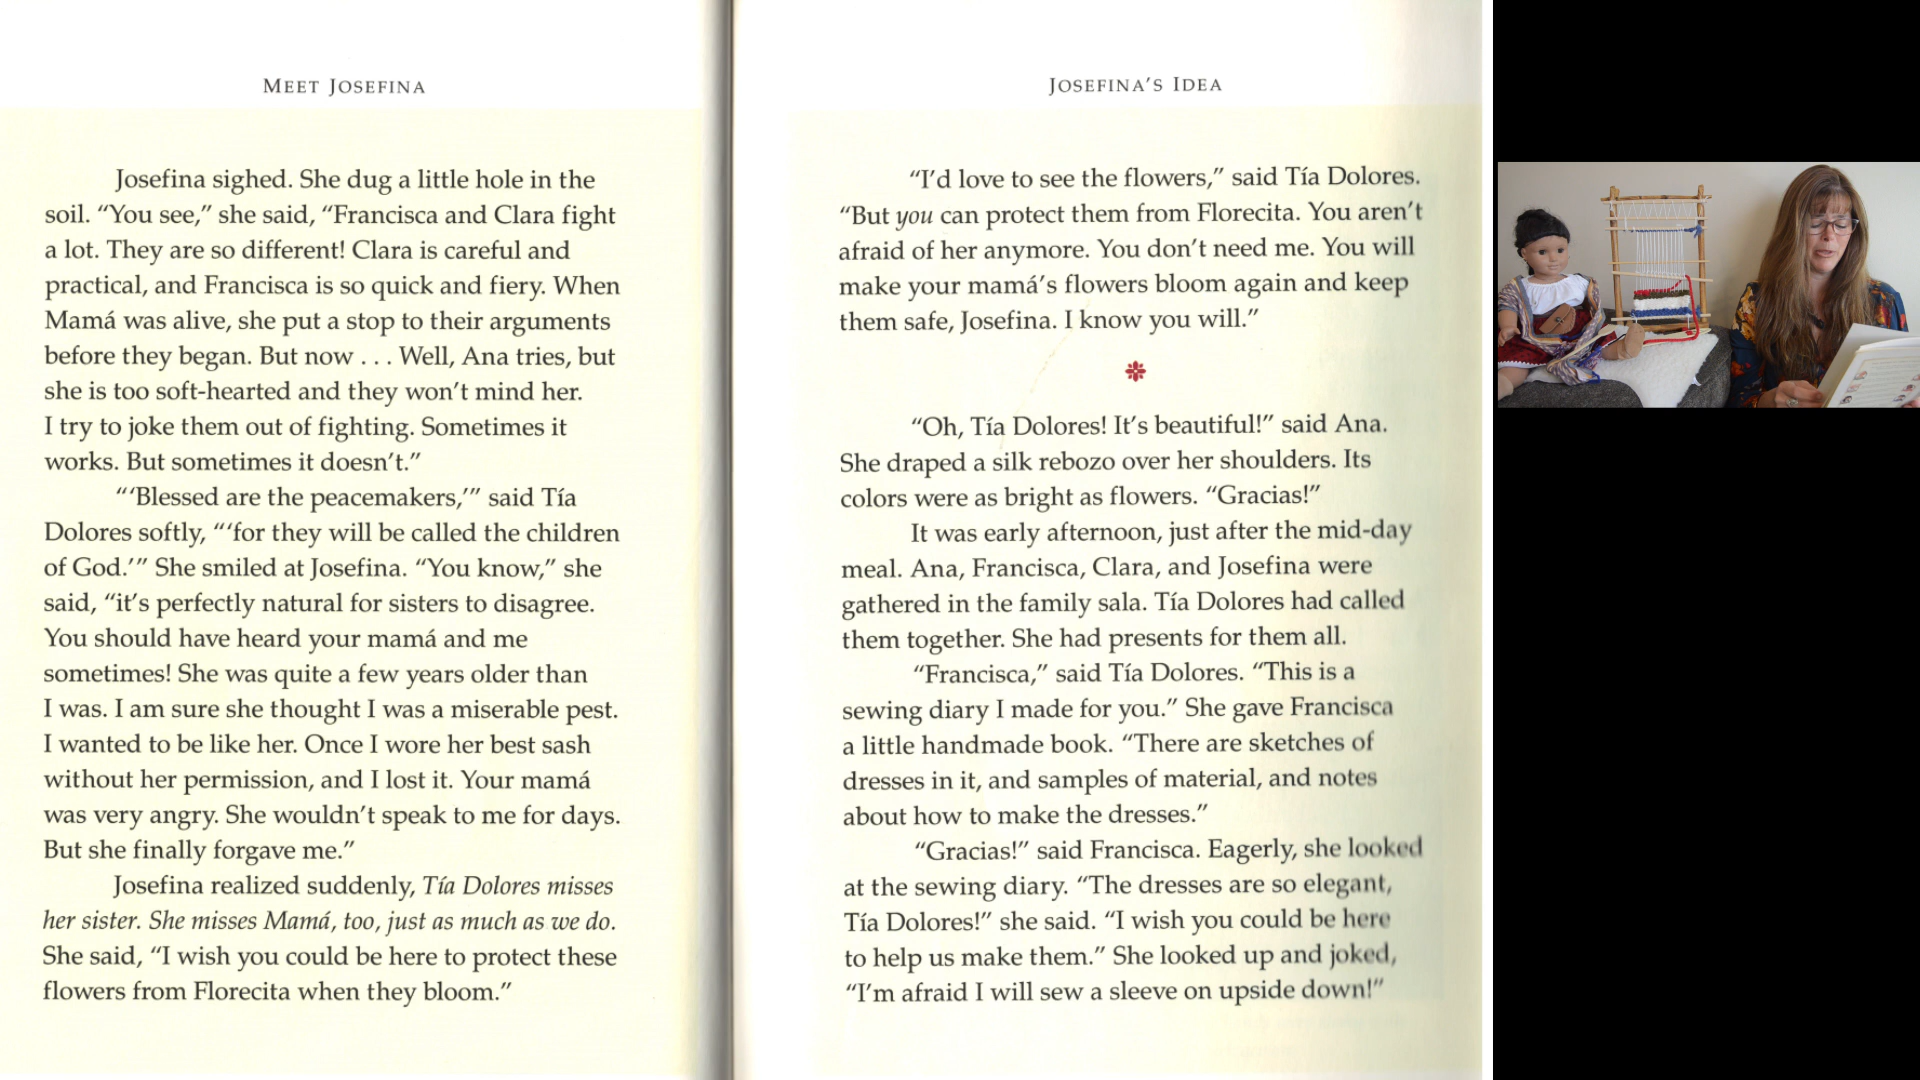 MEET JOSEFINA
Josefina sighed. She dug a little hole in the
soil. “You see,” she said, “Francisca and Clara fight
a lot. They are so different! Clara is careful and
practical, and Francisca is so quick and fiery. When
Mamá was alive, she put a stop to their arguments
before they began. But now . . . Well, Ana tries, but
she is too soft-hearted and they won’t mind her.
I try to joke them out of fighting. Sometimes it
works. But sometimes it doesn’t.”
“‘Blessed are the peacemakers,’” said Tía
Dolores softly, “‘for they will be called the children
of God.’” She smiled at Josefina. “You know,” she
said, “it’s perfectly natural for sisters to disagree.
You should have heard your mamá and me
sometimes! She was quite a few years older than
I was. I am sure she thought I was a miserable pest.
I wanted to be like her. Once I wore her best sash
without her permission, and I lost it. Your mamá
was very angry. She wouldn’t speak to me for days.
But she finally forgave me.”
Josefina realized suddenly, Tía Dolores misses
her sister. She misses Mamá, too, just as much as we do.
She said, “I wish you could be here to protect these
flowers from Florecita when they bloom.”
JOSEFINA’S IDEA
“I’d love to see the flowers,” said Tía Dolores.
“But you can protect them from Florecita. You aren’t
afraid of her anymore. You don’t need me. You will
make your mamá’s flowers bloom again and keep
them safe, Josefina. I know you will.”
“Oh, Tía Dolores! It’s beautiful!” said Ana.
She draped a silk rebozo over her shoulders. Its
colors were as bright as flowers. “Gracias!”
It was early afternoon, just after the mid-day
meal. Ana, Francisca, Clara, and Josefina were
gathered in the family sala. Tía Dolores had called
them together. She had presents for them all.
“Francisca,” said Tía Dolores. “This is a
sewing diary I made for you.” She gave Francisca
a little handmade book. “There are sketches of
dresses in it, and samples of material, and notes
about how to make the dresses.”
“Gracias!” said Francisca. Eagerly, she looked
at the sewing diary. “The dresses are so elegant,
Tía Dolores!” she said. “I wish you could be here
to help us make them.” She looked up and joked,
“I’m afraid I will sew a sleeve on upside down!”